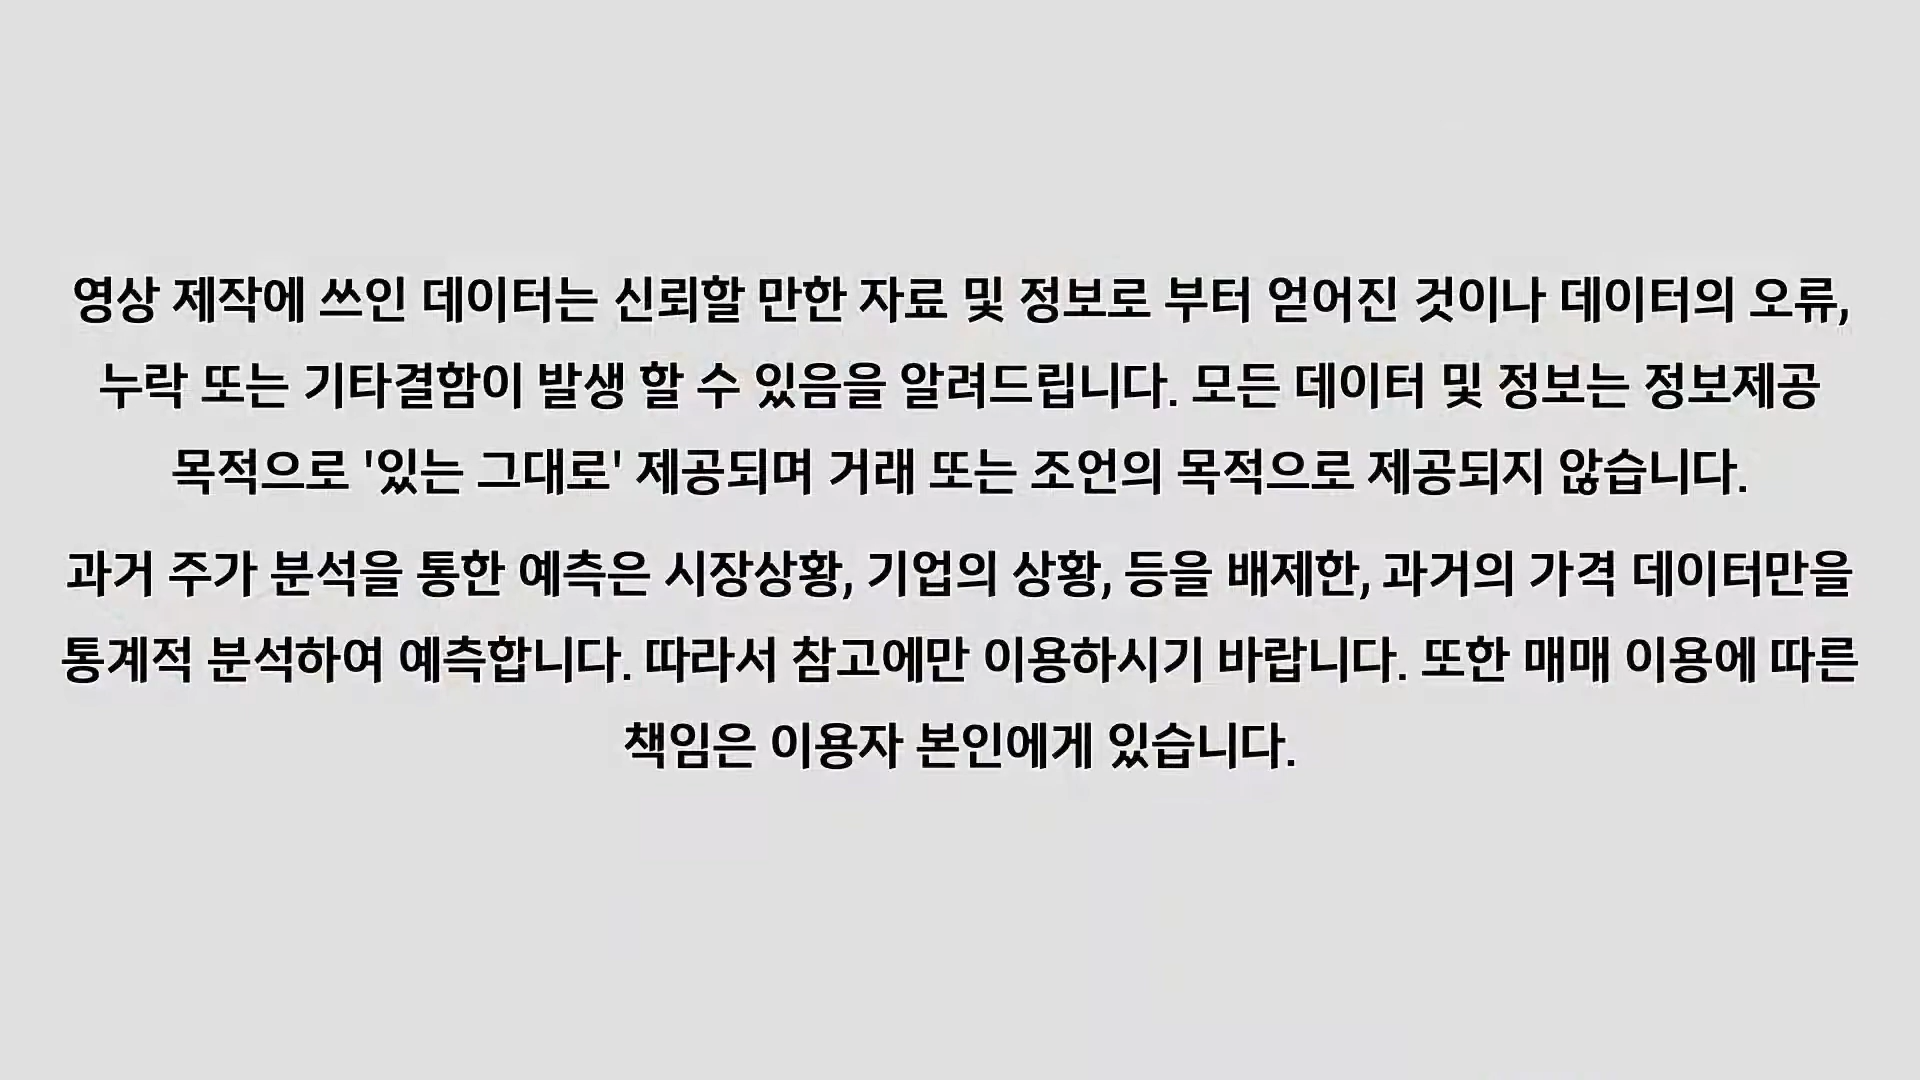 영상 제작에 쓰인 데이터는 신뢰할 만한 자료 및 정보로 부터 얻어진 것이나 데이터의 오류,
누락 또는 기타결함이 발생 할 수 있음을 알려드립니다. 모든 데이터 및 정보는 정보제공
목적으로 '있는 그대로' 제공되며 거래 또는 조언의 목적으로 제공되지 않습니다.
과거 주가 분석을 통한 예측은 시장상황, 기업의 상황, 등을 배제한, 과거의 가격 데이터만을
통계적 분석하여 예측합니다. 따라서 참고에만 이용하시기 바랍니다. 또한 매매 이용에 따른
책임은 이용자 본인에게 있습니다.